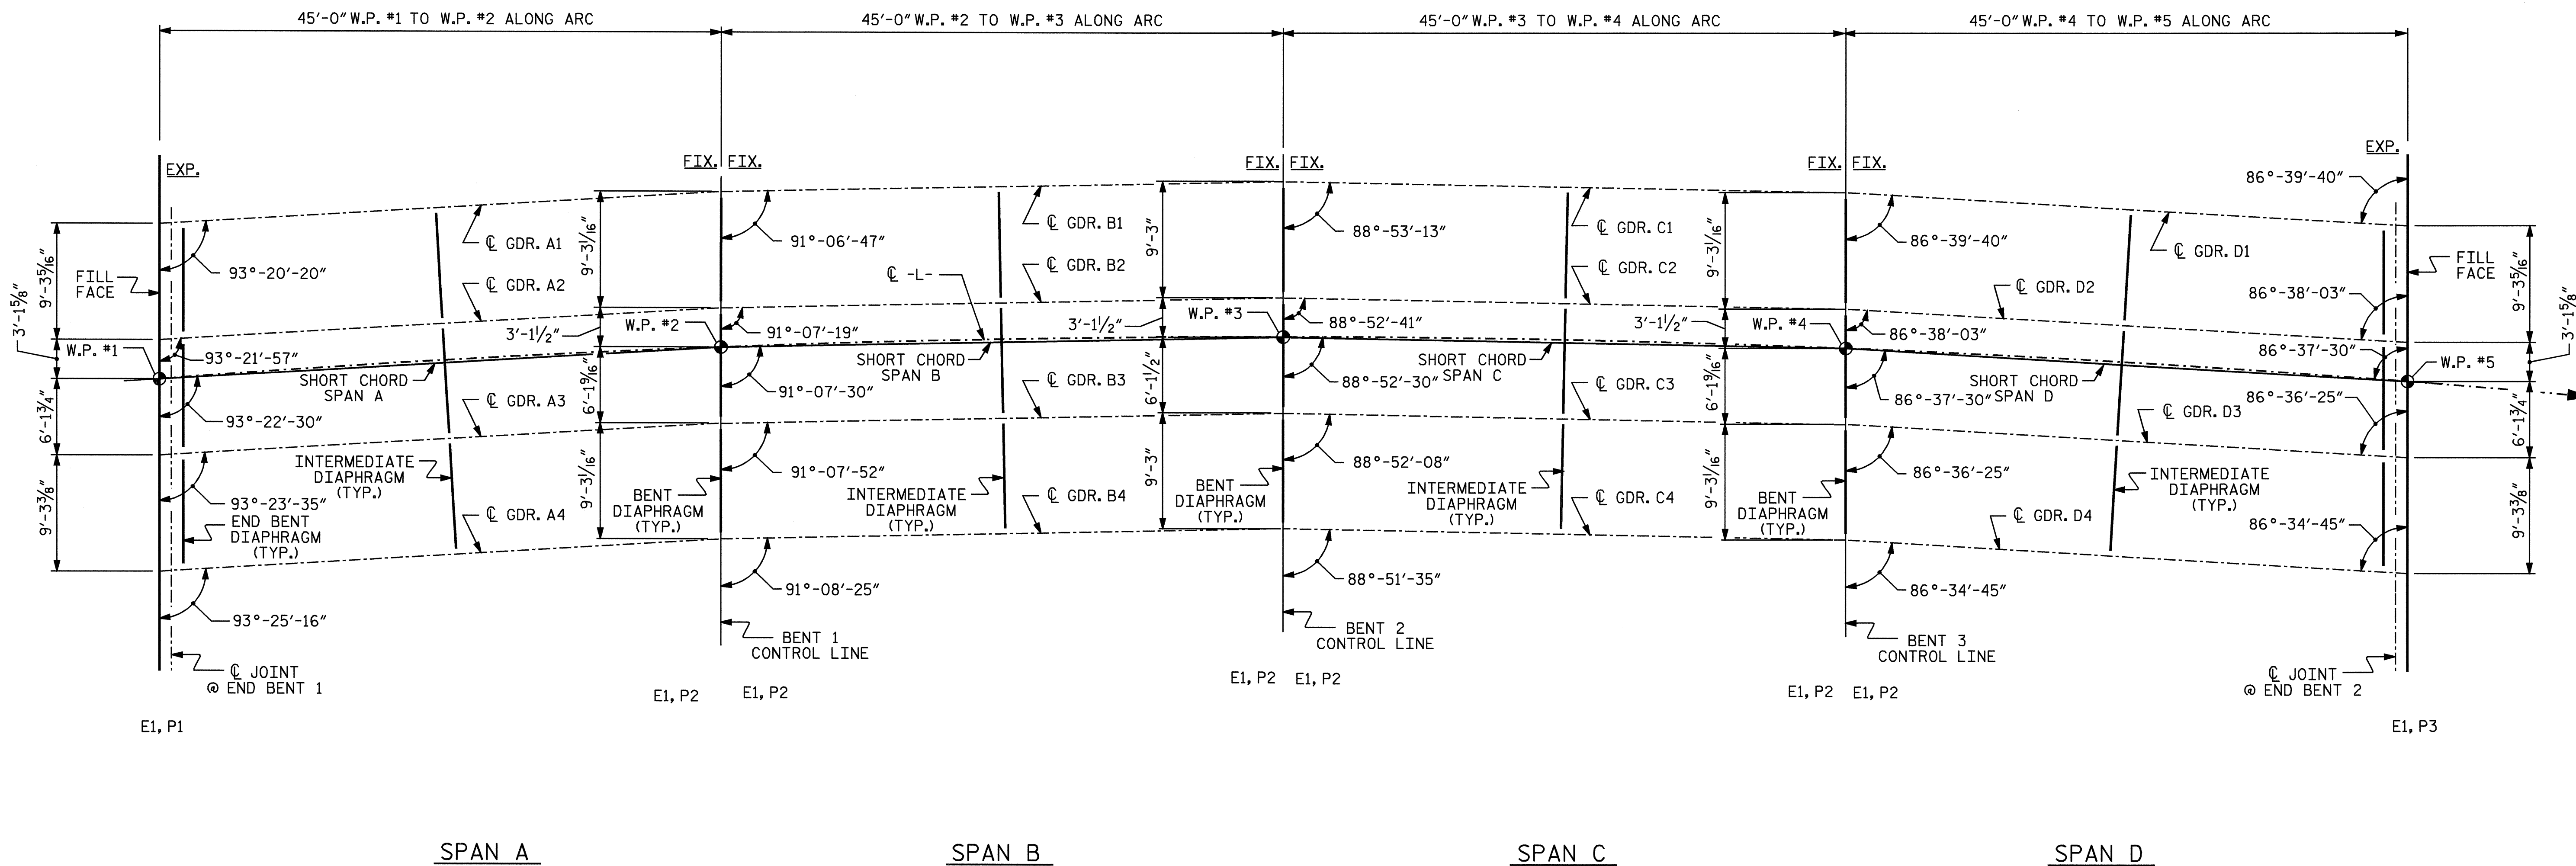 45'-0" W.P. #1 TO W.P. #2 ALONG ARC
45'-0" W.P. #2 TO W.P. #3 ALONG ARC
45'-0" W.P. #3 TO W.P. #4 ALONG ARC
45'-0" W.P. #4 TO W.P. #5 ALONG ARC
EXP.
FIX. FIX.
FIX. FIX.
FIX. FIX.
EXP.
3'-1⅝"
9'-3⁵⁄₁₆"
6'-1¾"
9'-3⅜"
FILL
FACE
W.P. #1
93°-20'-20"
93°-21'-57"
93°-22'-30"
93°-23'-35"
93°-25'-16"
℄ GDR. A1
℄ GDR. A2
℄ GDR. A3
℄ GDR. A4
SHORT CHORD
SPAN A
INTERMEDIATE
DIAPHRAGM
(TYP.)
END BENT
DIAPHRAGM
(TYP.)
℄ JOINT
@ END BENT 1
E1, P1
9'-3¹⁄₁₆"
3'-1½"
6'-1⁹⁄₁₆"
9'-3¹⁄₁₆"
W.P. #2
BENT
DIAPHRAGM
(TYP.)
91°-06'-47"
91°-07'-19"
91°-07'-30"
91°-07'-52"
91°-08'-25"
BENT 1
CONTROL LINE
E1, P2
E1, P2
℄ -L-
℄ GDR. B1
℄ GDR. B2
℄ GDR. B3
℄ GDR. B4
SHORT CHORD
SPAN B
INTERMEDIATE
DIAPHRAGM
(TYP.)
9'-3"
3'-1½"
6'-1½"
9'-3"
W.P. #3
BENT
DIAPHRAGM
(TYP.)
88°-53'-13"
88°-52'-41"
88°-52'-30"
88°-52'-08"
88°-51'-35"
BENT 2
CONTROL LINE
E1, P2
E1, P2
℄ GDR. C1
℄ GDR. C2
℄ GDR. C3
℄ GDR. C4
SHORT CHORD
SPAN C
INTERMEDIATE
DIAPHRAGM
(TYP.)
9'-3¹⁄₁₆"
3'-1½"
6'-1⁹⁄₁₆"
9'-3¹⁄₁₆"
W.P. #4
BENT
DIAPHRAGM
(TYP.)
86°-39'-40"
86°-38'-03"
86°-37'-30"
86°-36'-25"
86°-34'-45"
BENT 3
CONTROL LINE
E1, P2
E1, P2
℄ GDR. D1
℄ GDR. D2
℄ GDR. D3
℄ GDR. D4
SHORT CHORD
SPAN D
INTERMEDIATE
DIAPHRAGM
(TYP.)
86°-39'-40"
86°-38'-03"
86°-37'-30"
86°-36'-25"
86°-34'-45"
FILL
FACE
W.P. #5
9'-3⁵⁄₁₆"
3'-1⅝"
6'-1¾"
9'-3⅜"
℄ JOINT
@ END BENT 2
E1, P3
SPAN A
SPAN B
SPAN C
SPAN D